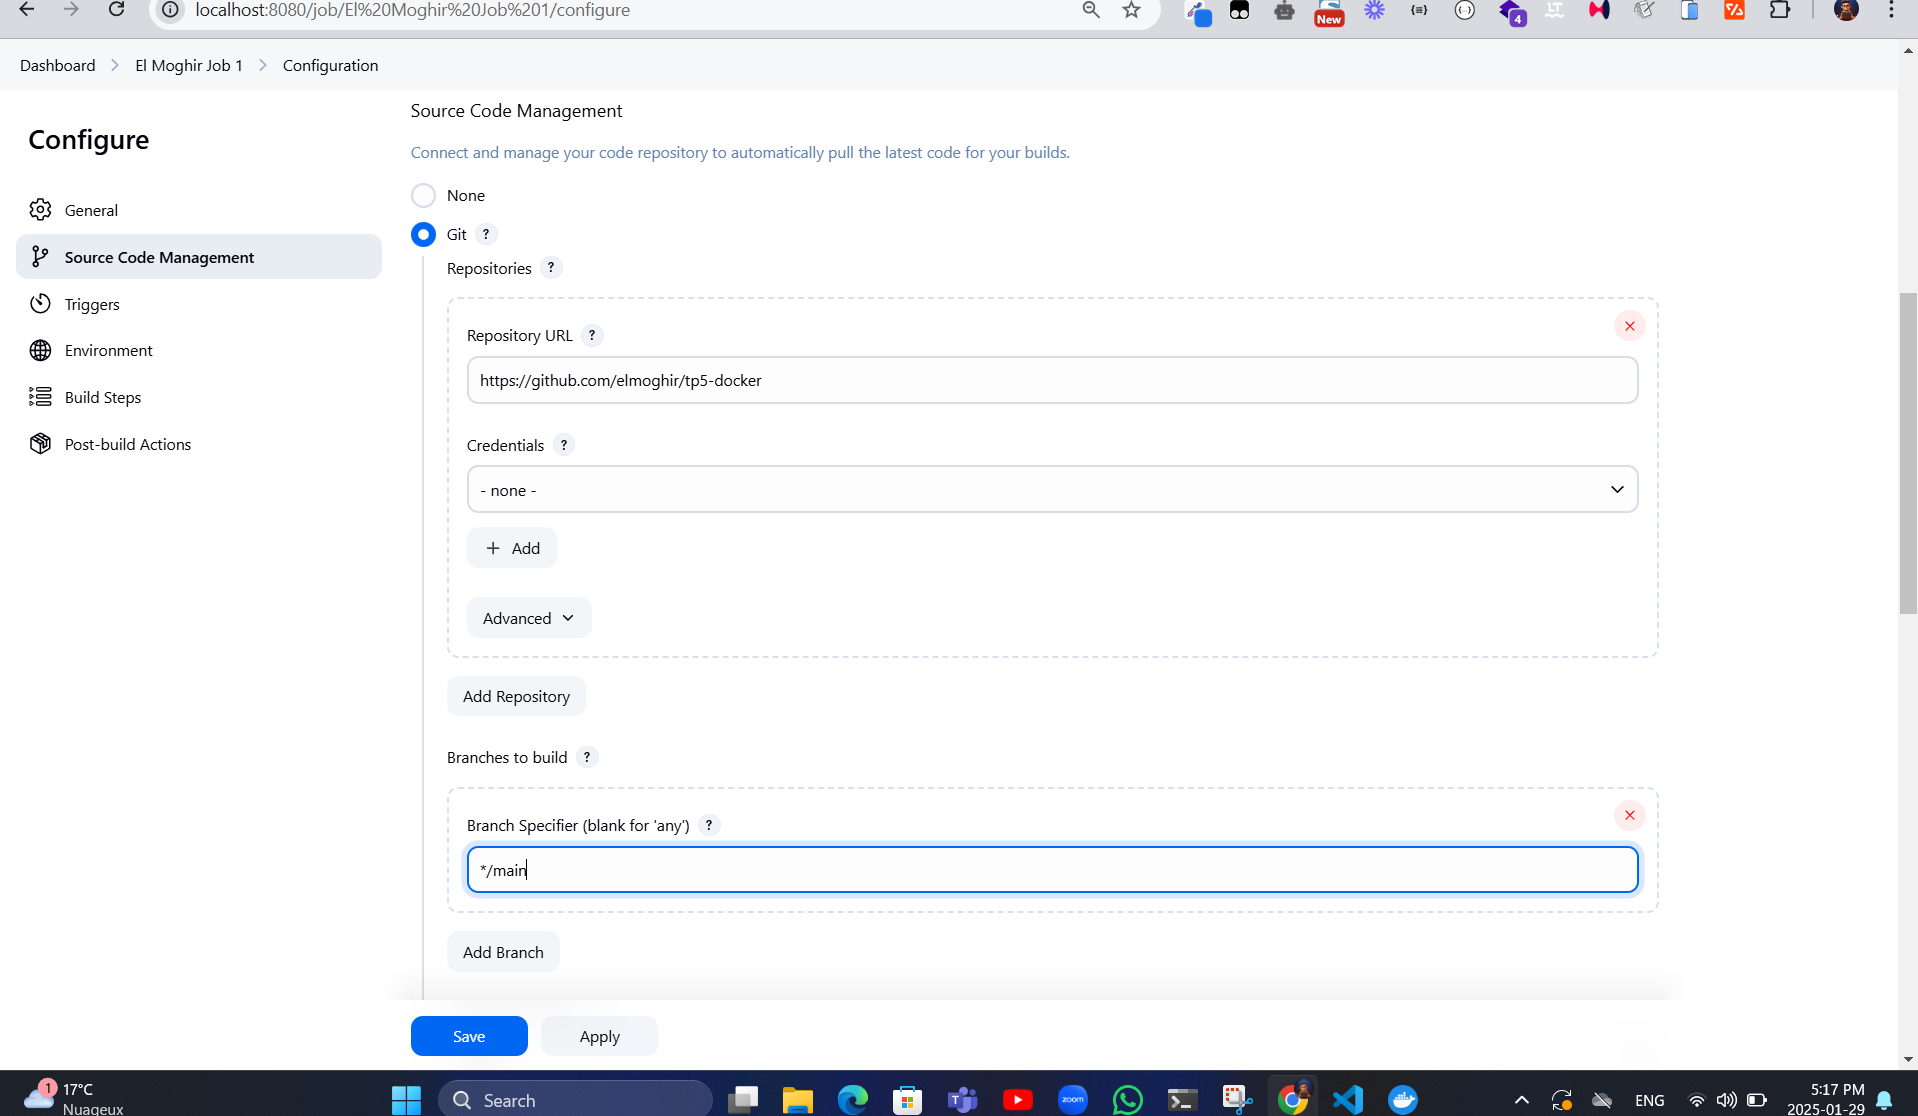 localhost:8080/job/El%20Moghir%20Job%201/configure
New
4
Dashboard
El Moghir Job 1
Configuration
Configure
General
Source Code Management
Triggers
Environment
Build Steps
Post-build Actions
Source Code Management
Connect and manage your code repository to automatically pull the latest code for your builds.
None
Git ?
Repositories ?
Repository URL ?
https://github.com/elmoghir/tp5-docker
Credentials ?
- none -
+ Add
Advanced
Add Repository
Branches to build ?
Branch Specifier (blank for 'any') ?
*/main
Add Branch
Save
Apply
1
17°C
Nuageux
Search
zoom
ENG
5:17 PM
2025-01-29